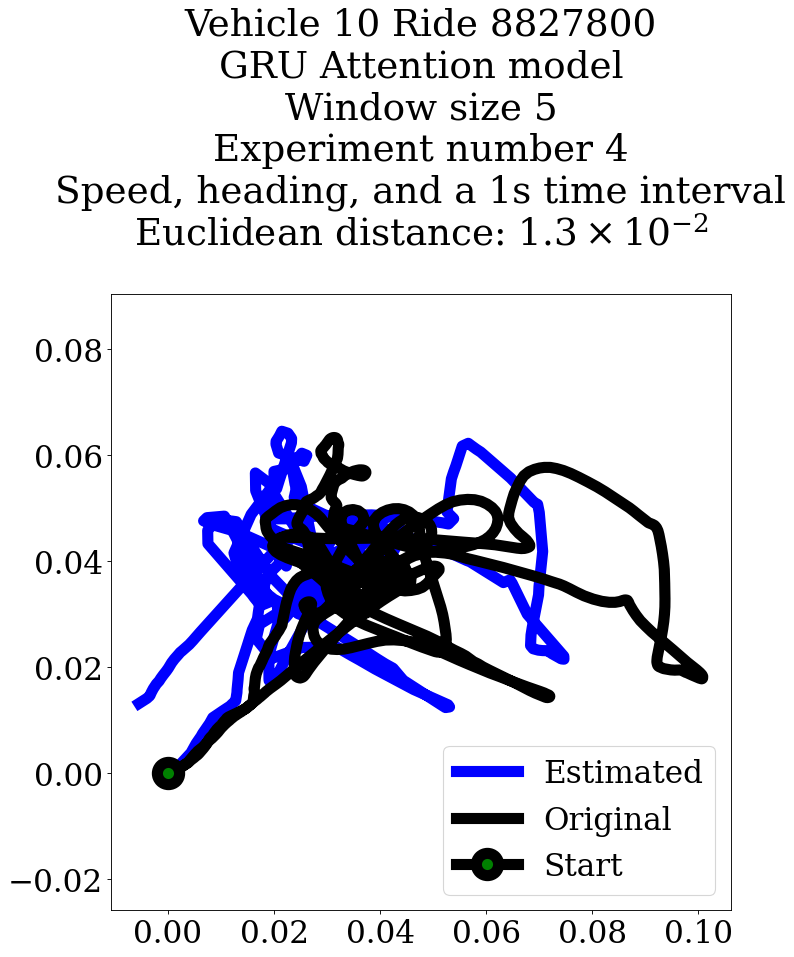 Vehicle 10 Ride 8827800
GRU Attention model
Window size 5
Experiment number 4
Speed, heading, and a 1s time interval
Euclidean distance: $1.3 \times 10^{-2}$
0.08
0.06
0.04
0.02
0.00
−0.02
0.00 0.02 0.04 0.06 0.08 0.10
Estimated
Original
Start